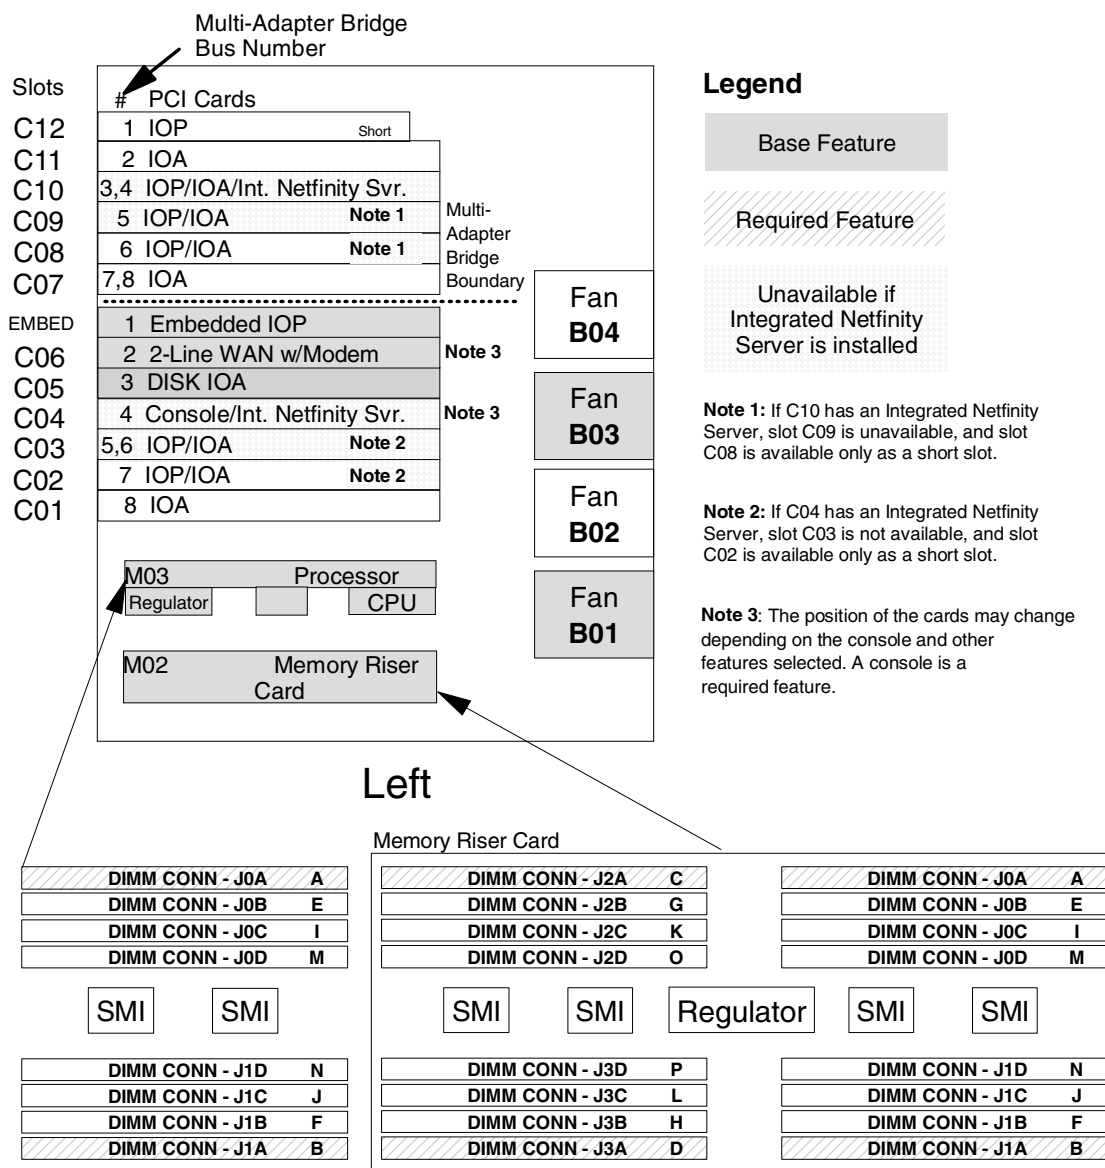 Multi-Adapter Bridge
Bus Number
Slots
# PCI Cards
C12 1 IOP Short
C11 2 IOA
C10 3,4 IOP/IOA/Int. Netfinity Svr.
C09 5 IOP/IOA Note 1
C08 6 IOP/IOA Note 1
C07 7,8 IOA
Multi-
Adapter
Bridge
Boundary
EMBED 1 Embedded IOP
C06 2 2-Line WAN w/Modem Note 3
C05 3 DISK IOA
C04 4 Console/Int. Netfinity Svr. Note 3
C03 5,6 IOP/IOA Note 2
C02 7 IOP/IOA Note 2
C01 8 IOA
Fan
B04
Fan
B03
Fan
B02
Fan
B01
M03 Processor
Regulator CPU
M02 Memory Riser
Card
Legend
Base Feature
Required Feature
Unavailable if
Integrated Netfinity
Server is installed
Note 1: If C10 has an Integrated Netfinity
Server, slot C09 is unavailable, and slot
C08 is available only as a short slot.
Note 2: If C04 has an Integrated Netfinity
Server, slot C03 is not available, and slot
C02 is available only as a short slot.
Note 3: The position of the cards may change
depending on the console and other
features selected. A console is a
required feature.
Left
DIMM CONN - J0A A
DIMM CONN - J0B E
DIMM CONN - J0C I
DIMM CONN - J0D M
SMI SMI
DIMM CONN - J1D N
DIMM CONN - J1C J
DIMM CONN - J1B F
DIMM CONN - J1A B
Memory Riser Card
DIMM CONN - J2A C
DIMM CONN - J2B G
DIMM CONN - J2C K
DIMM CONN - J2D O
DIMM CONN - J0A A
DIMM CONN - J0B E
DIMM CONN - J0C I
DIMM CONN - J0D M
SMI SMI Regulator SMI SMI
DIMM CONN - J3D P
DIMM CONN - J3C L
DIMM CONN - J3B H
DIMM CONN - J3A D
DIMM CONN - J1D N
DIMM CONN - J1C J
DIMM CONN - J1B F
DIMM CONN - J1A B